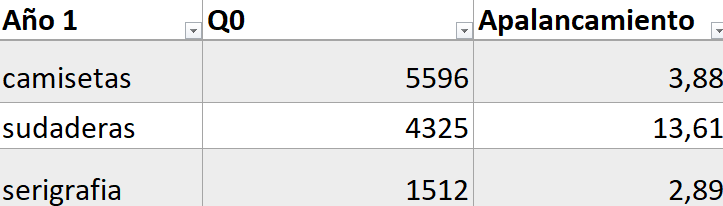 Año 1 Q0 Apalancamiento
camisetas 5596 3,88
sudaderas 4325 13,61
serigrafia 1512 2,89